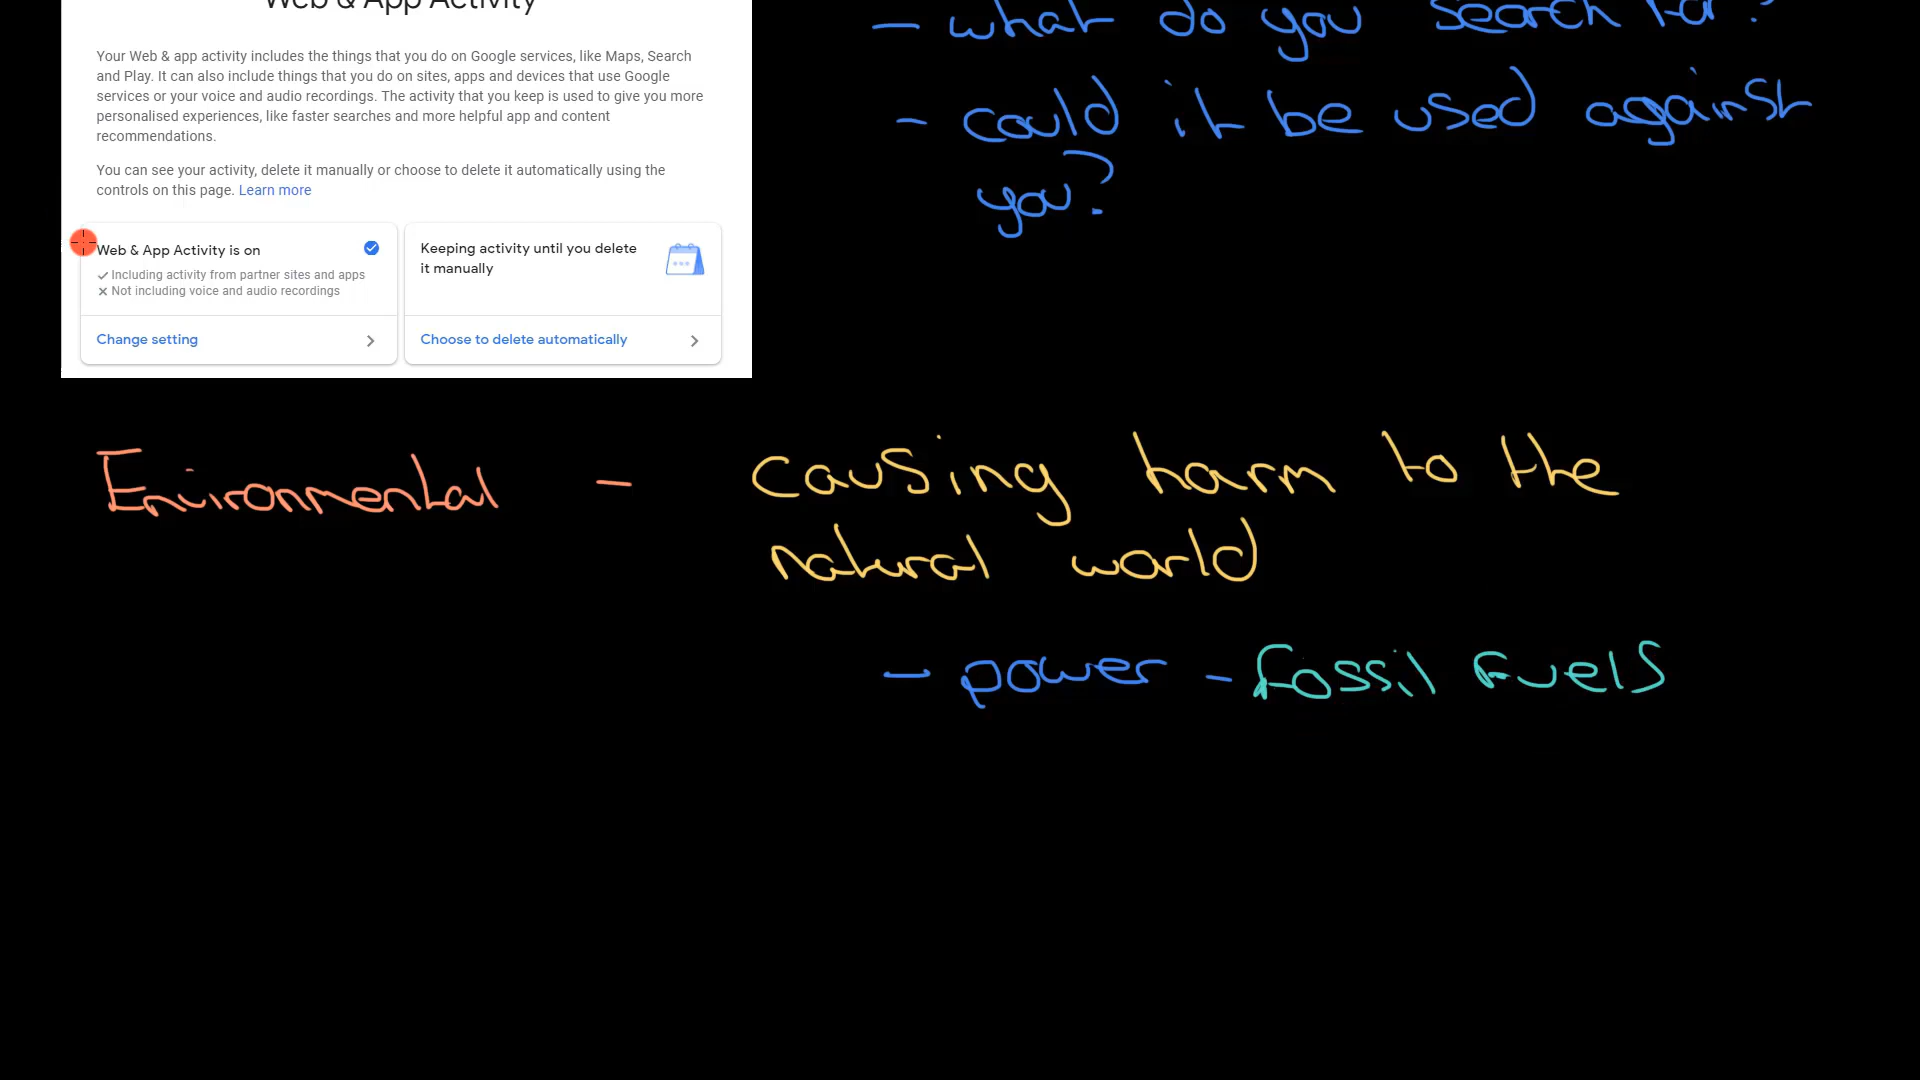 Web & App Activity
Your Web & app activity includes the things that you do on Google services, like Maps, Search
and Play. It can also include things that you do on sites, apps and devices that use Google
services or your voice and audio recordings. The activity that you keep is used to give you more
personalised experiences, like faster searches and more helpful app and content
recommendations.
You can see your activity, delete it manually or choose to delete it automatically using the
controls on this page. Learn more
Web & App Activity is on
Including activity from partner sites and apps
Not including voice and audio recordings
Change setting
Keeping activity until you delete
it manually
Choose to delete automatically
- what do you search for?
- could it be used against
you?
Enironmental - causing harm to the
natural world
- power - Fossil Fuels